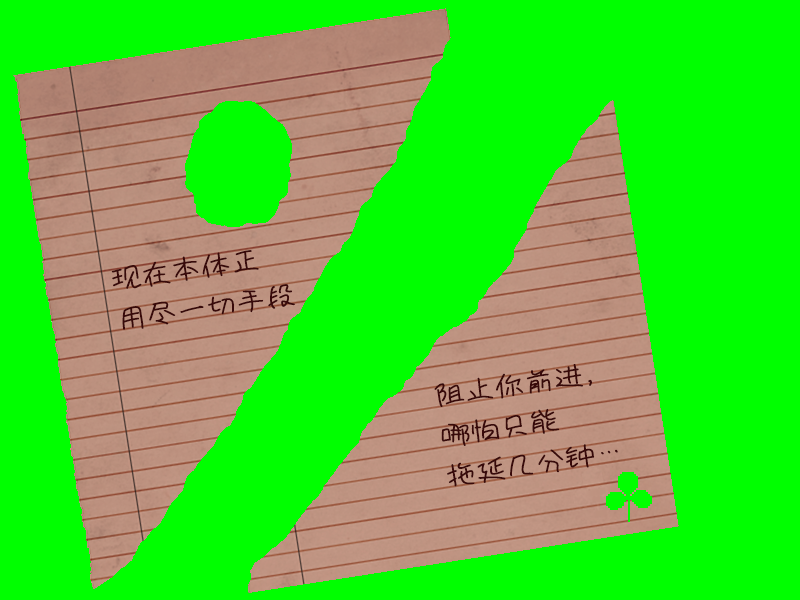 现在本体正
用尽一切手段
阻止你前进，
哪怕只能
拖延几分钟…